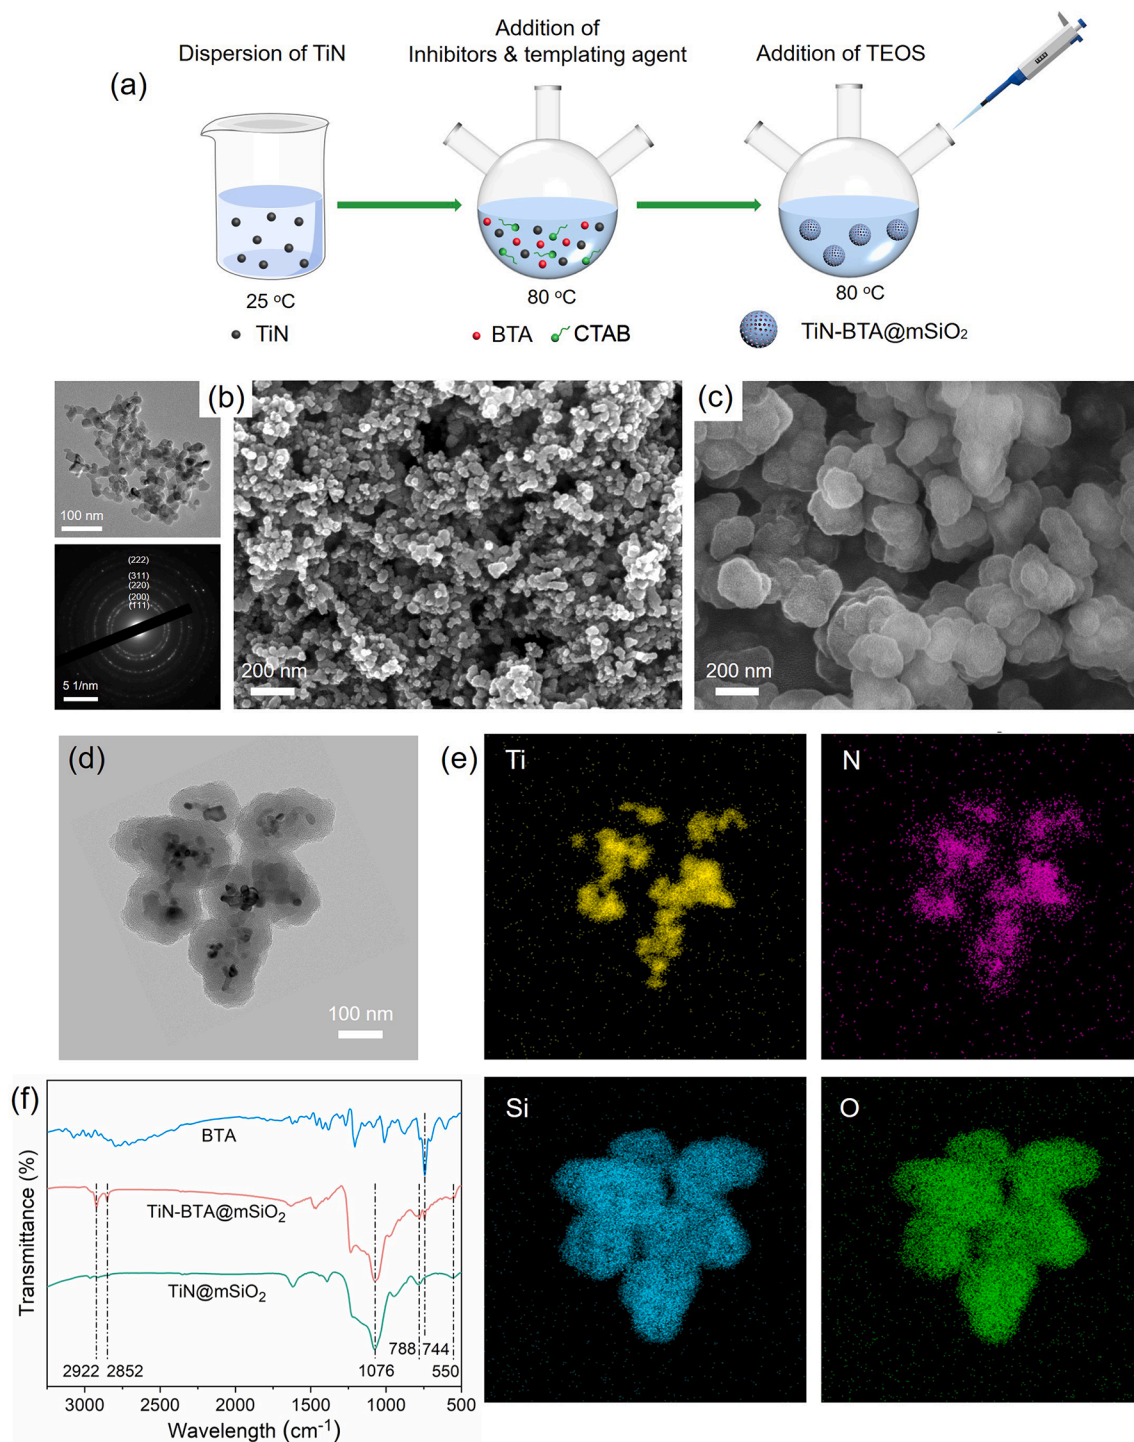 (a)
Dispersion of TiN
Addition of
Inhibitors & templating agent
Addition of TEOS
25 °C
80 °C
80 °C
TiN
BTA
CTAB
TiN-BTA@mSiO₂
(b)
100 nm
(222)
(311)
(220)
(200)
(111)
5 1/nm
200 nm
(c)
200 nm
(d)
100 nm
(e)
Ti
N
Si
O
(f)
Transmittance (%)
BTA
TiN-BTA@mSiO₂
TiN@mSiO₂
2922
2852
1076
788
744
550
3000
2500
2000
1500
1000
500
Wavelength (cm⁻¹)